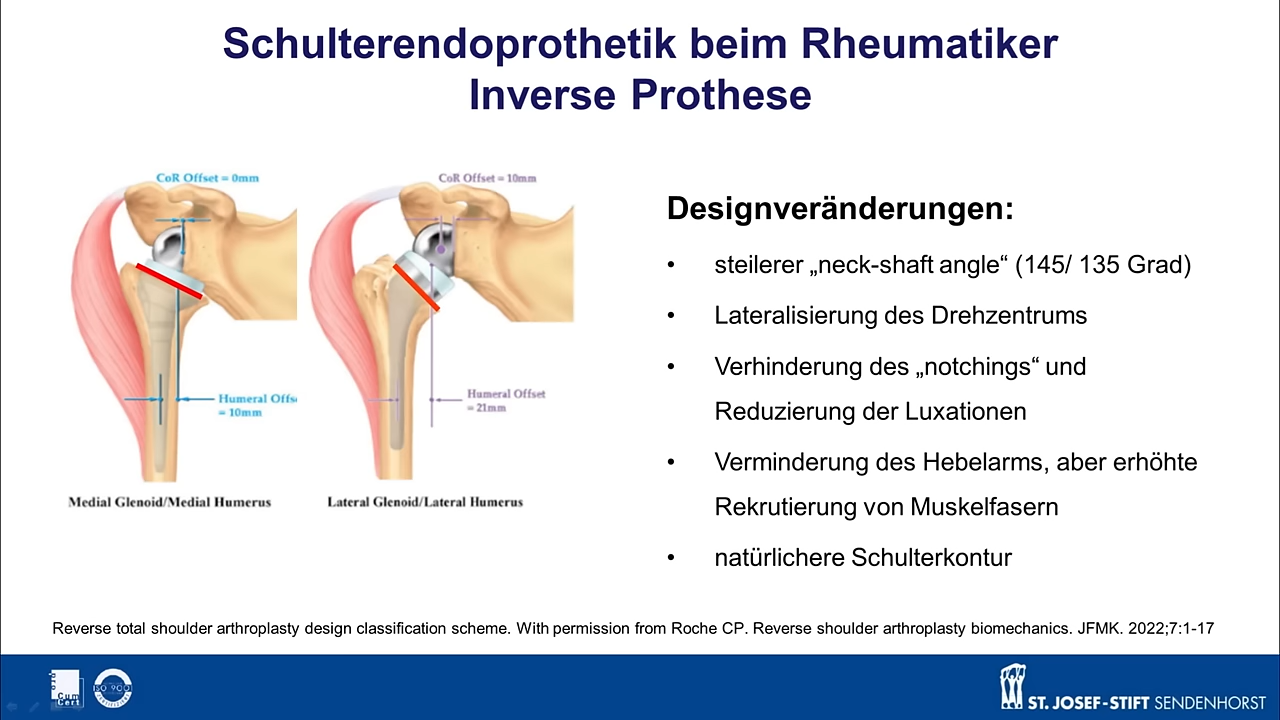 Schulterendoprothetik beim Rheumatiker
Inverse Prothese
CoR Offset = 0mm
CoR Offset = 10mm
Humeral Offs
= 10mm
Humeral Offset
= 21mm
Medial Glenoid/Medial Humerus
Lateral Glenoid/Lateral Humerus
Designveränderungen:
• steilerer „neck-shaft angle“ (145/ 135 Grad)
• Lateralisierung des Drehzentrums
• Verhinderung des „notchings“ und
Reduzierung der Luxationen
• Verminderung des Hebelarms, aber erhöhte
Rekrutierung von Muskelfasern
• natürlichere Schulterkontur
Reverse total shoulder arthroplasty design classification scheme. With permission from Roche CP. Reverse shoulder arthroplasty biomechanics. JFMK. 2022;7:1-17
Cum
Cert
ISO 9001
ST. JOSEF-STIFT SENDENHORST